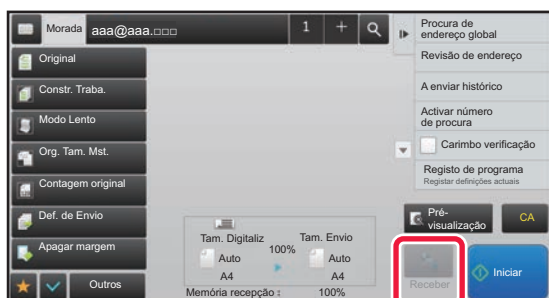 Morada aaa@aaa.□□□ 1 +
Original
Constr. Traba.
Modo Lento
Org. Tam. Mst.
Contagem original
Def. de Envio
Apagar margem
Outros
Tam. Digitaliz 100% Tam. Envio
Auto Auto
A4 A4
Memória recepção : 100%
Procura de
endereço global
Revisão de endereço
A enviar histórico
Activar número
de procura
Carimbo verificação
Registo de programa
Registar definições actuais
Pré-
visualização
CA
Receber
Iniciar